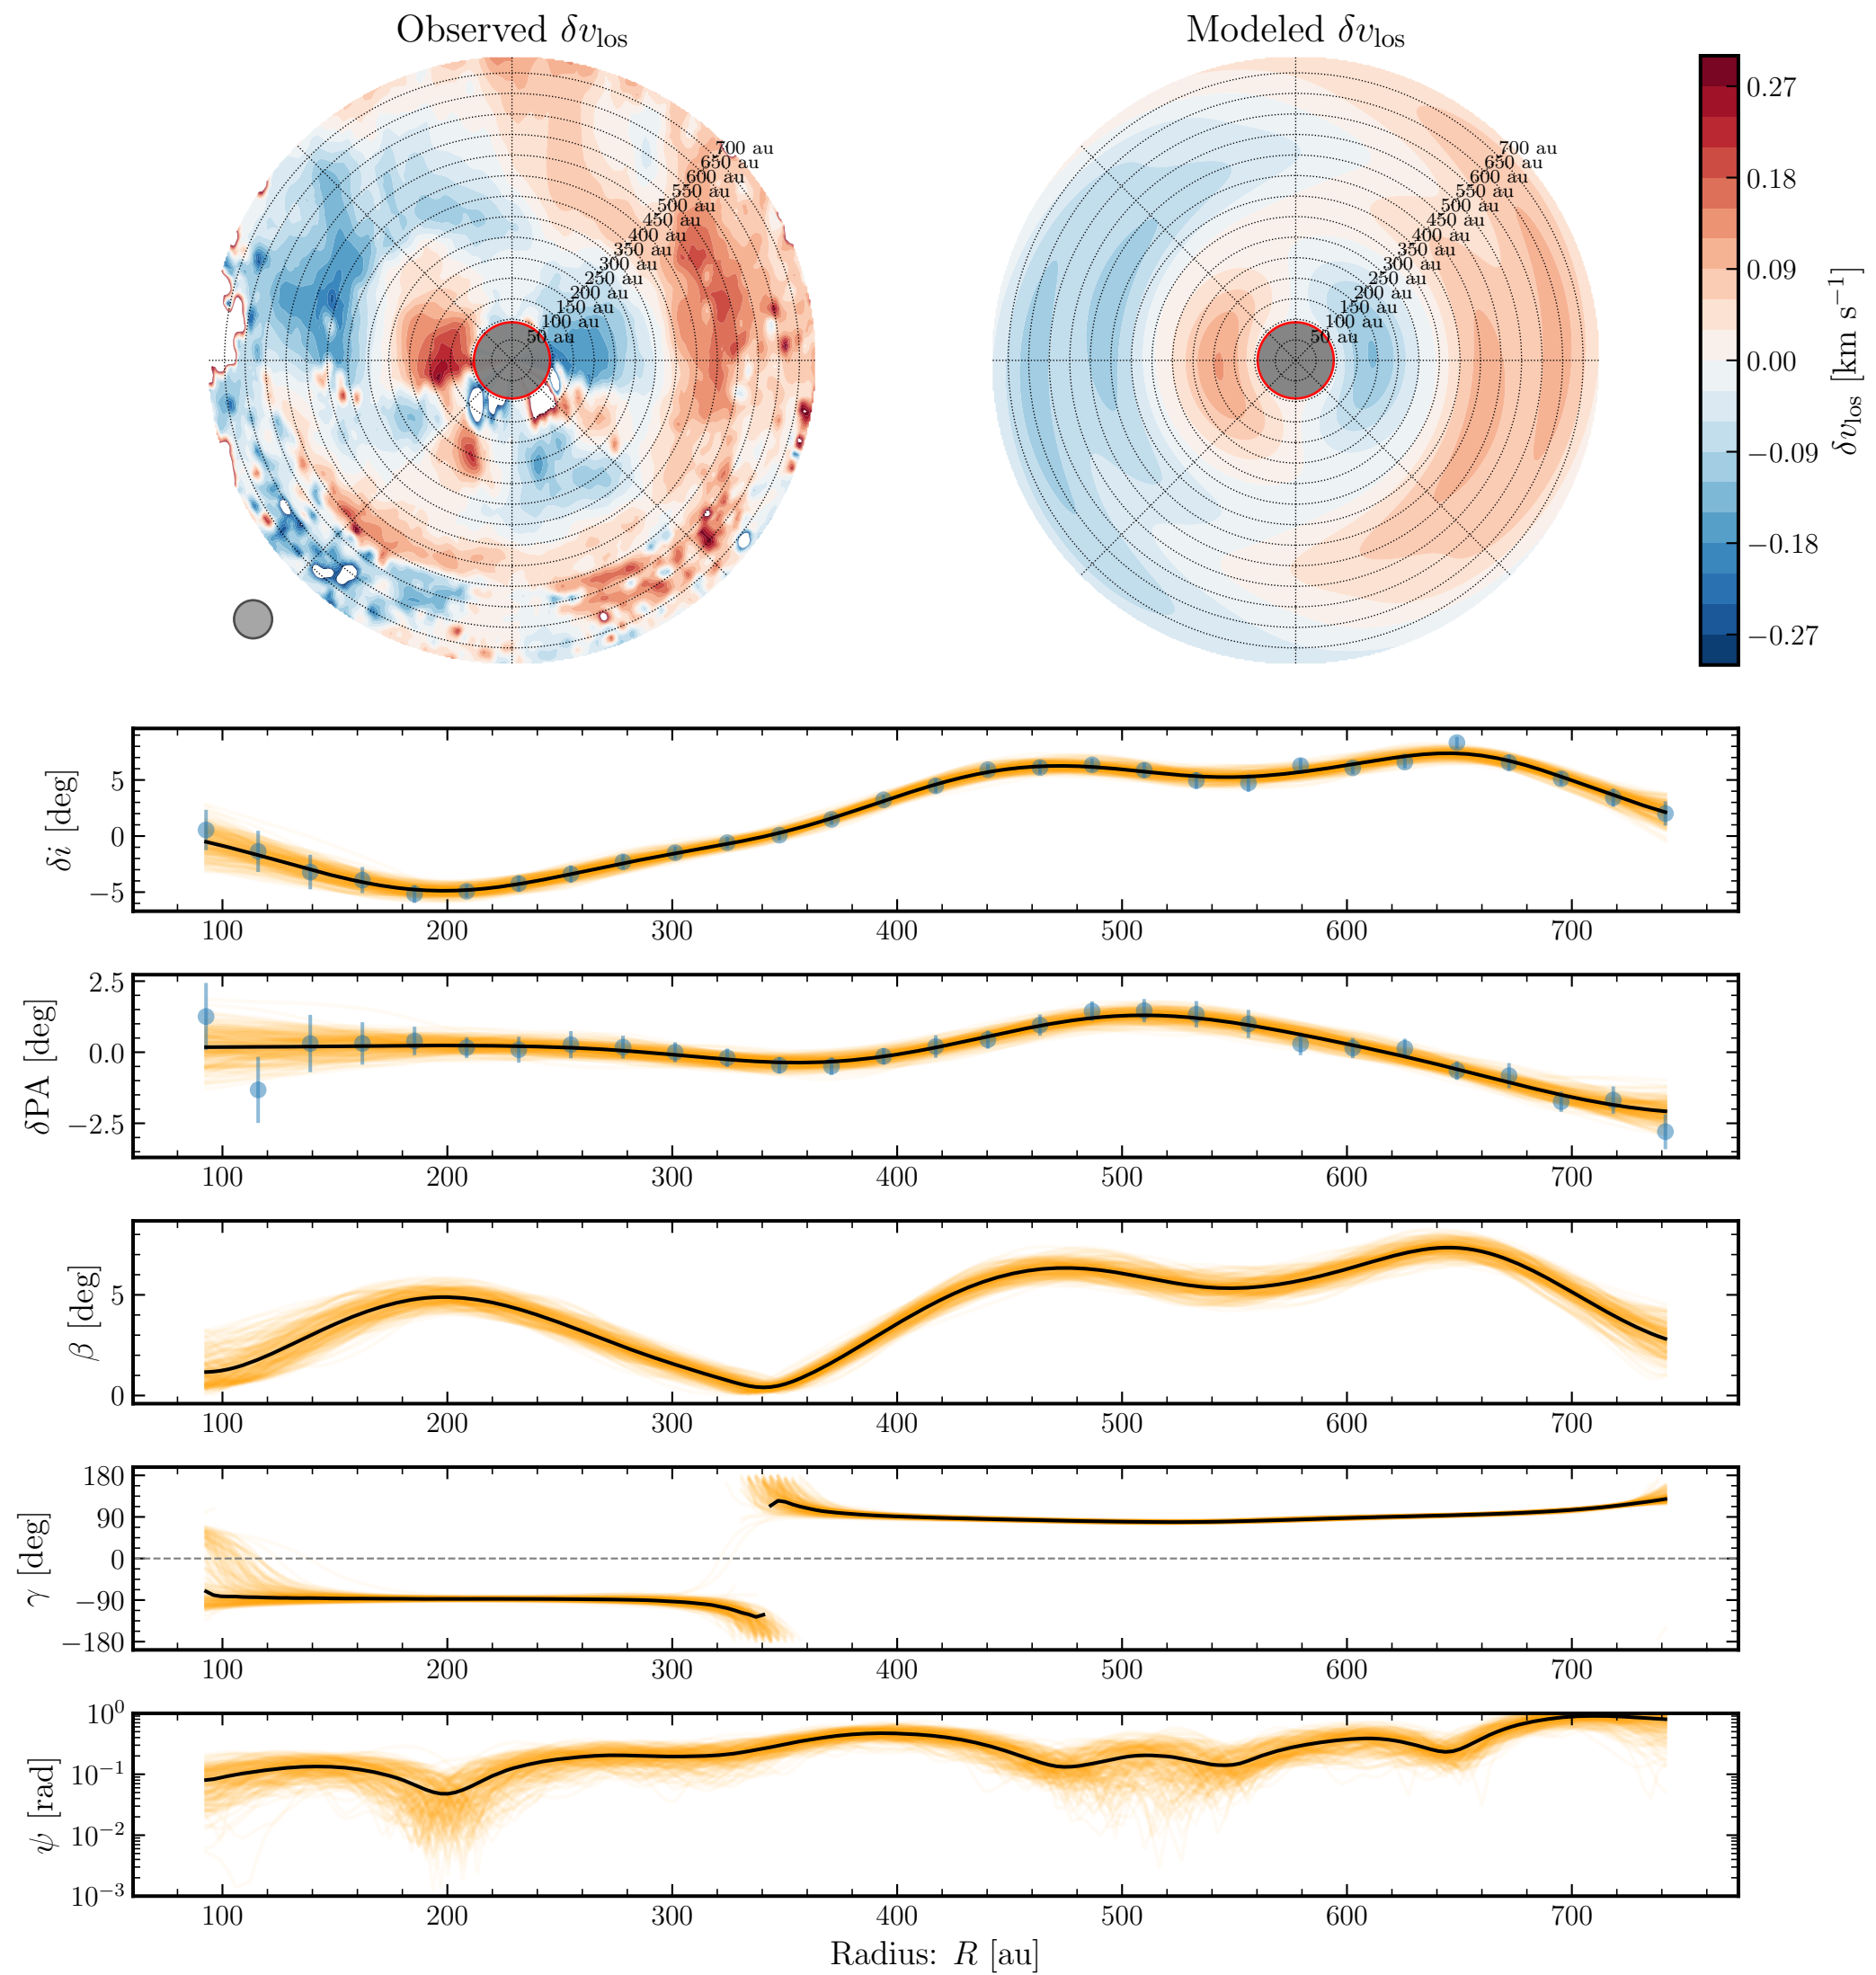 Observed δv_los
Modeled δv_los
700 au
650 au
600 au
550 au
500 au
450 au
400 au
350 au
300 au
250 au
200 au
150 au
100 au
50 au
700 au
650 au
600 au
550 au
500 au
450 au
400 au
350 au
300 au
250 au
200 au
150 au
100 au
50 au
0.27
0.18
0.09
0.00
−0.09
−0.18
−0.27
δv_los [km s⁻¹]
δi [deg]
5
0
−5
100 200 300 400 500 600 700
δPA [deg]
2.5
0.0
−2.5
100 200 300 400 500 600 700
β [deg]
5
0
100 200 300 400 500 600 700
γ [deg]
180
90
0
−90
−180
100 200 300 400 500 600 700
ψ [rad]
10⁰
10⁻¹
10⁻²
10⁻³
100 200 300 400 500 600 700
Radius: R [au]